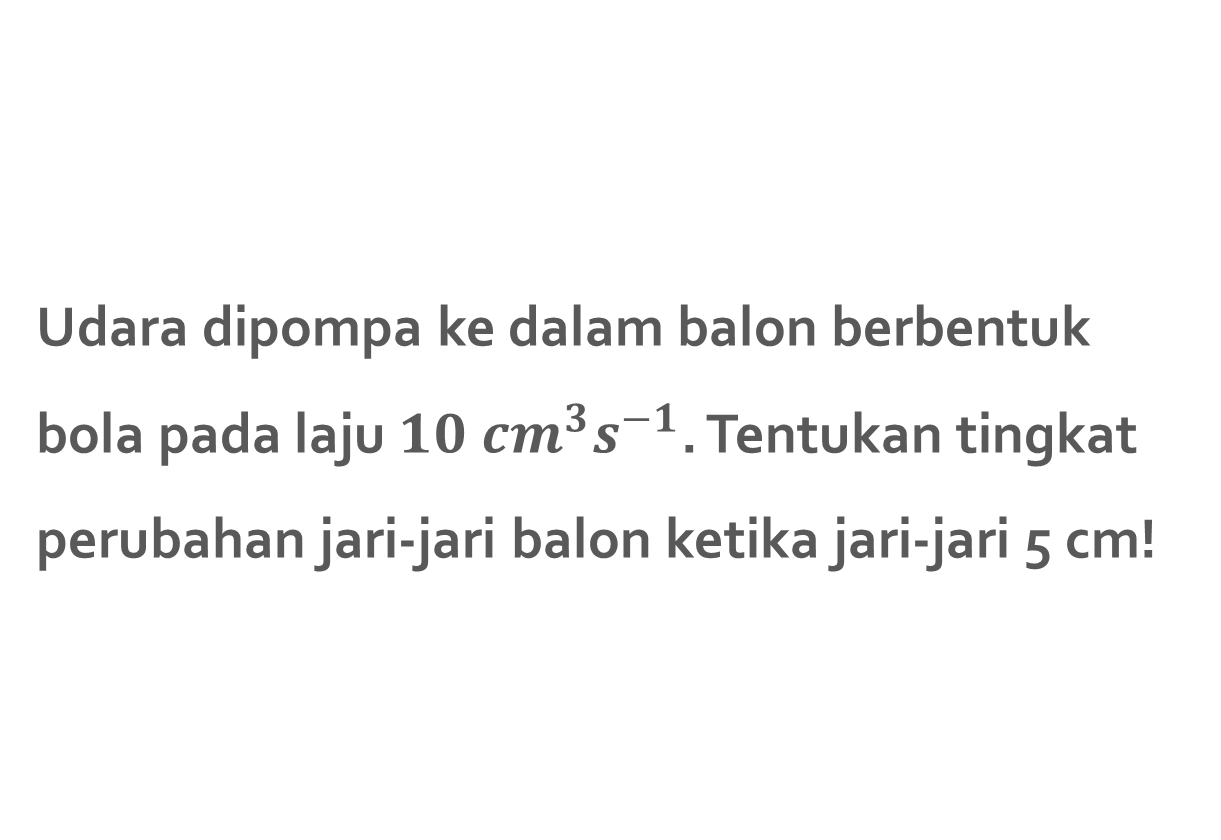 Udara dipompa ke dalam balon berbentuk
bola pada laju 10 cm³s⁻¹. Tentukan tingkat
perubahan jari-jari balon ketika jari-jari 5 cm!